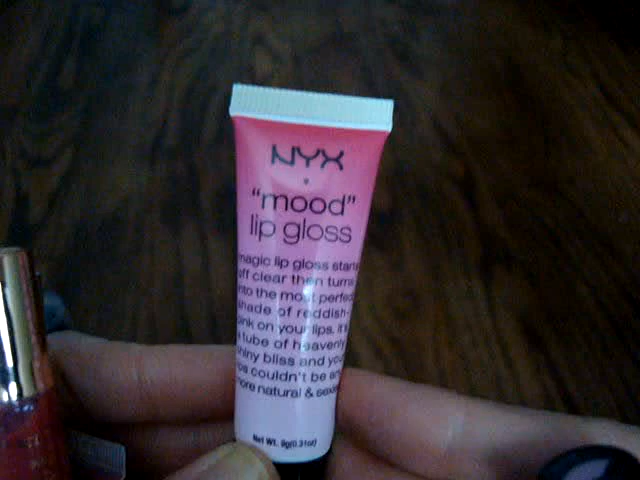 NYX
"mood"
lip gloss
magic lip gloss starts
off clear then turns
into the most perfect
shade of reddish-
pink on your lips, it's
a tube of heavenly
shiny bliss and your
lips couldn't be any
more natural & sexier
Net Wt. 9g(0.31oz)